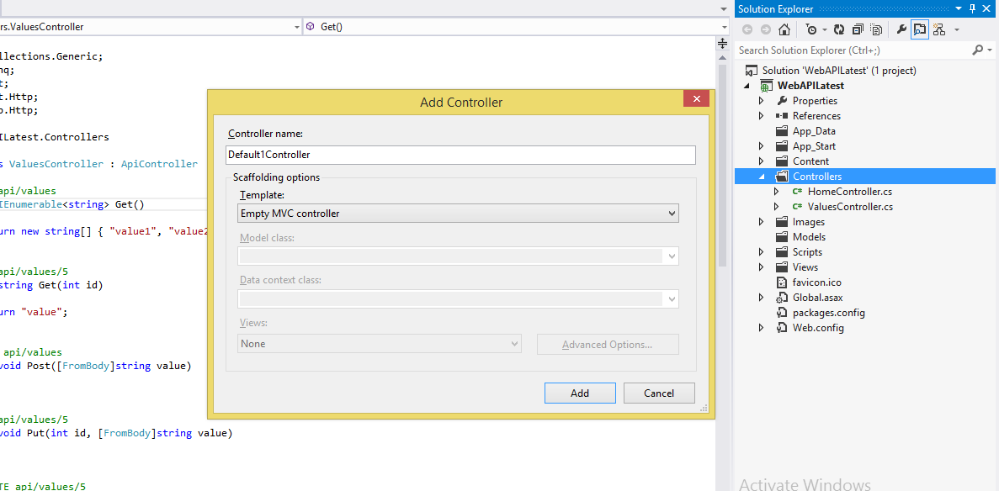 rs.ValuesController
Get()
llections.Generic;
nq;
t;
t.Http;
b.Http;
ILatest.Controllers
s ValuesController : ApiController
api/values
IEnumerable<string> Get()
urn new string[] { "value1", "value2
api/values/5
string Get(int id)
urn "value";
api/values
void Post([FromBody]string value)
api/values/5
void Put(int id, [FromBody]string value)
TE api/values/5
Add Controller
Controller name:
Default1Controller
Scaffolding options
Template:
Empty MVC controller
Model class:
Data context class:
Views:
None
Advanced Options...
Add
Cancel
Solution Explorer
Search Solution Explorer (Ctrl+;)
Solution 'WebAPILatest' (1 project)
WebAPILatest
Properties
References
App_Data
App_Start
Content
Controllers
C# HomeController.cs
C# ValuesController.cs
Images
Models
Scripts
Views
favicon.ico
Global.asax
packages.config
Web.config
Activate Windows